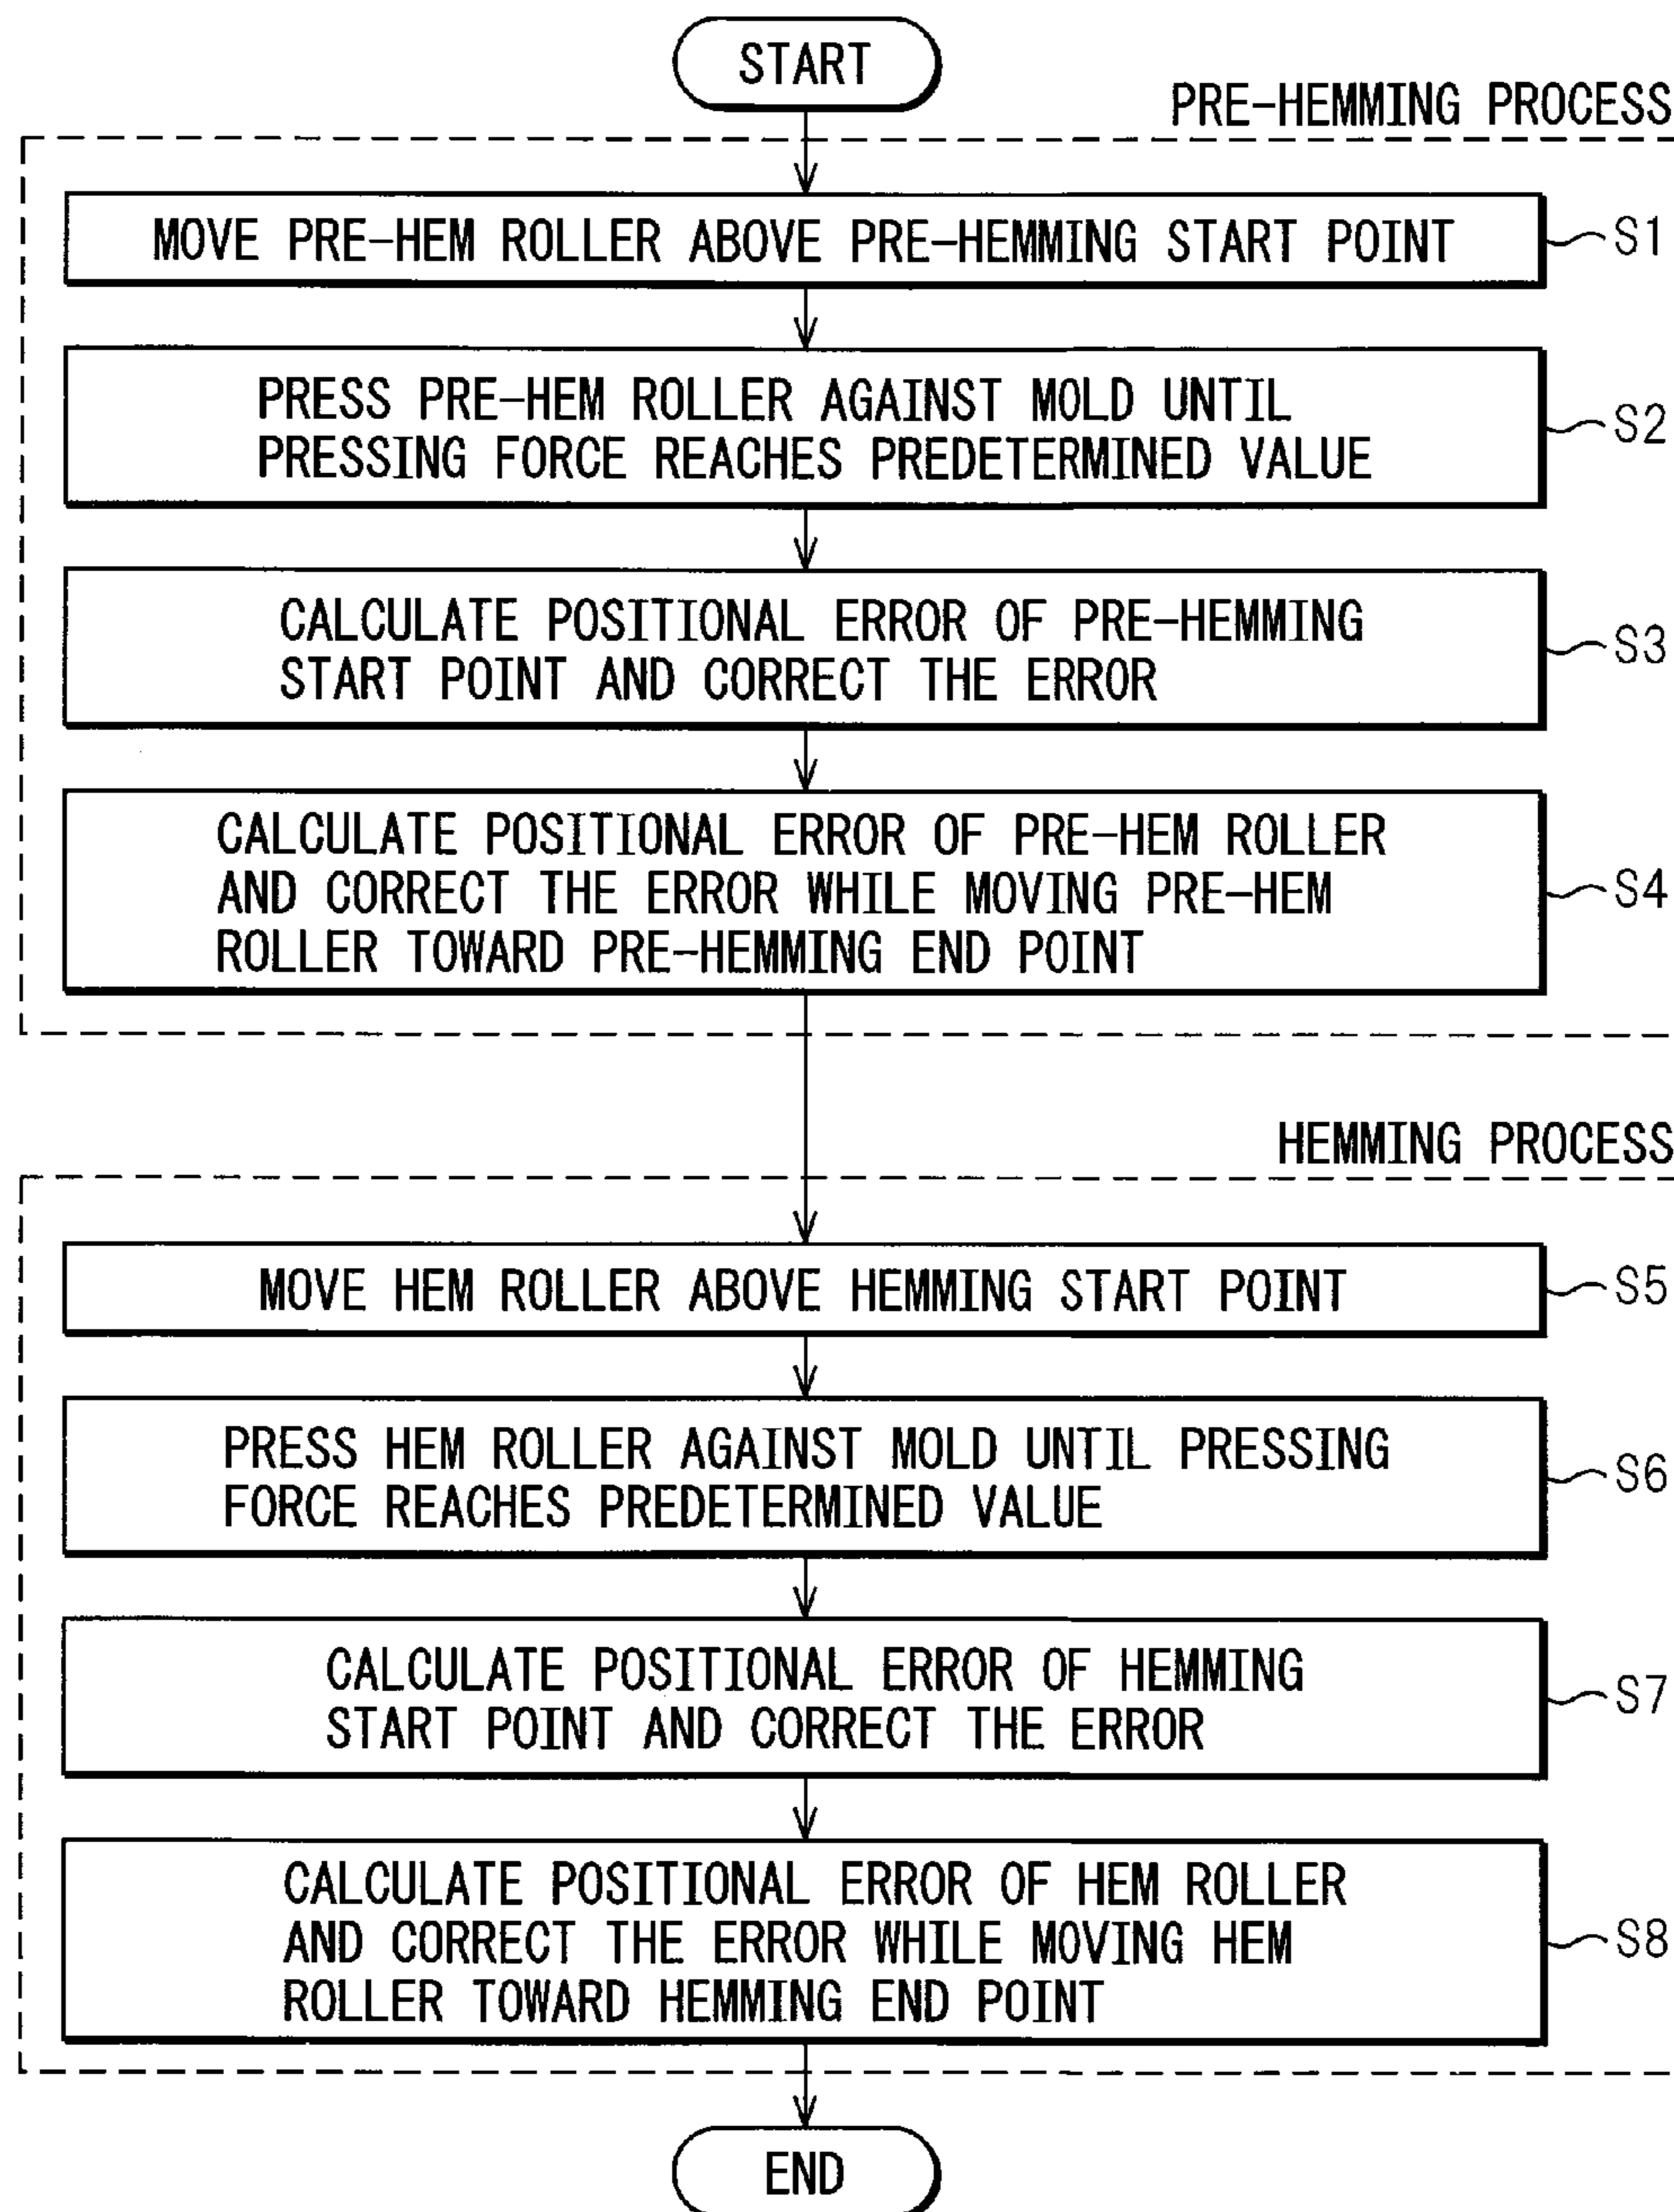 START
PRE-HEMMING PROCESS
MOVE PRE-HEM ROLLER ABOVE PRE-HEMMING START POINT
S1
PRESS PRE-HEM ROLLER AGAINST MOLD UNTIL
PRESSING FORCE REACHES PREDETERMINED VALUE
S2
CALCULATE POSITIONAL ERROR OF PRE-HEMMING
START POINT AND CORRECT THE ERROR
S3
CALCULATE POSITIONAL ERROR OF PRE-HEM ROLLER
AND CORRECT THE ERROR WHILE MOVING PRE-HEM
ROLLER TOWARD PRE-HEMMING END POINT
S4
HEMMING PROCESS
MOVE HEM ROLLER ABOVE HEMMING START POINT
S5
PRESS HEM ROLLER AGAINST MOLD UNTIL PRESSING
FORCE REACHES PREDETERMINED VALUE
S6
CALCULATE POSITIONAL ERROR OF HEMMING
START POINT AND CORRECT THE ERROR
S7
CALCULATE POSITIONAL ERROR OF HEM ROLLER
AND CORRECT THE ERROR WHILE MOVING HEM
ROLLER TOWARD HEMMING END POINT
S8
END